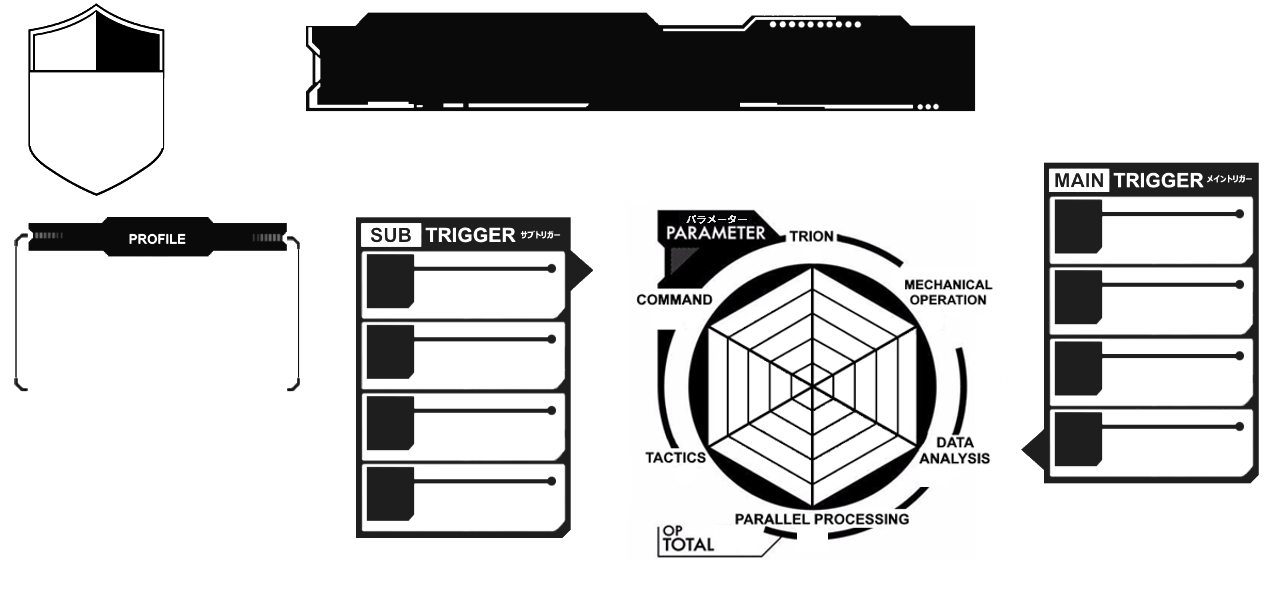 PROFILE
SUB TRIGGER サブトリガー
パラメーター
PARAMETER
TRION
MECHANICAL
OPERATION
COMMAND
TACTICS
DATA
ANALYSIS
PARALLEL PROCESSING
OP
TOTAL
MAIN TRIGGER メイントリガー